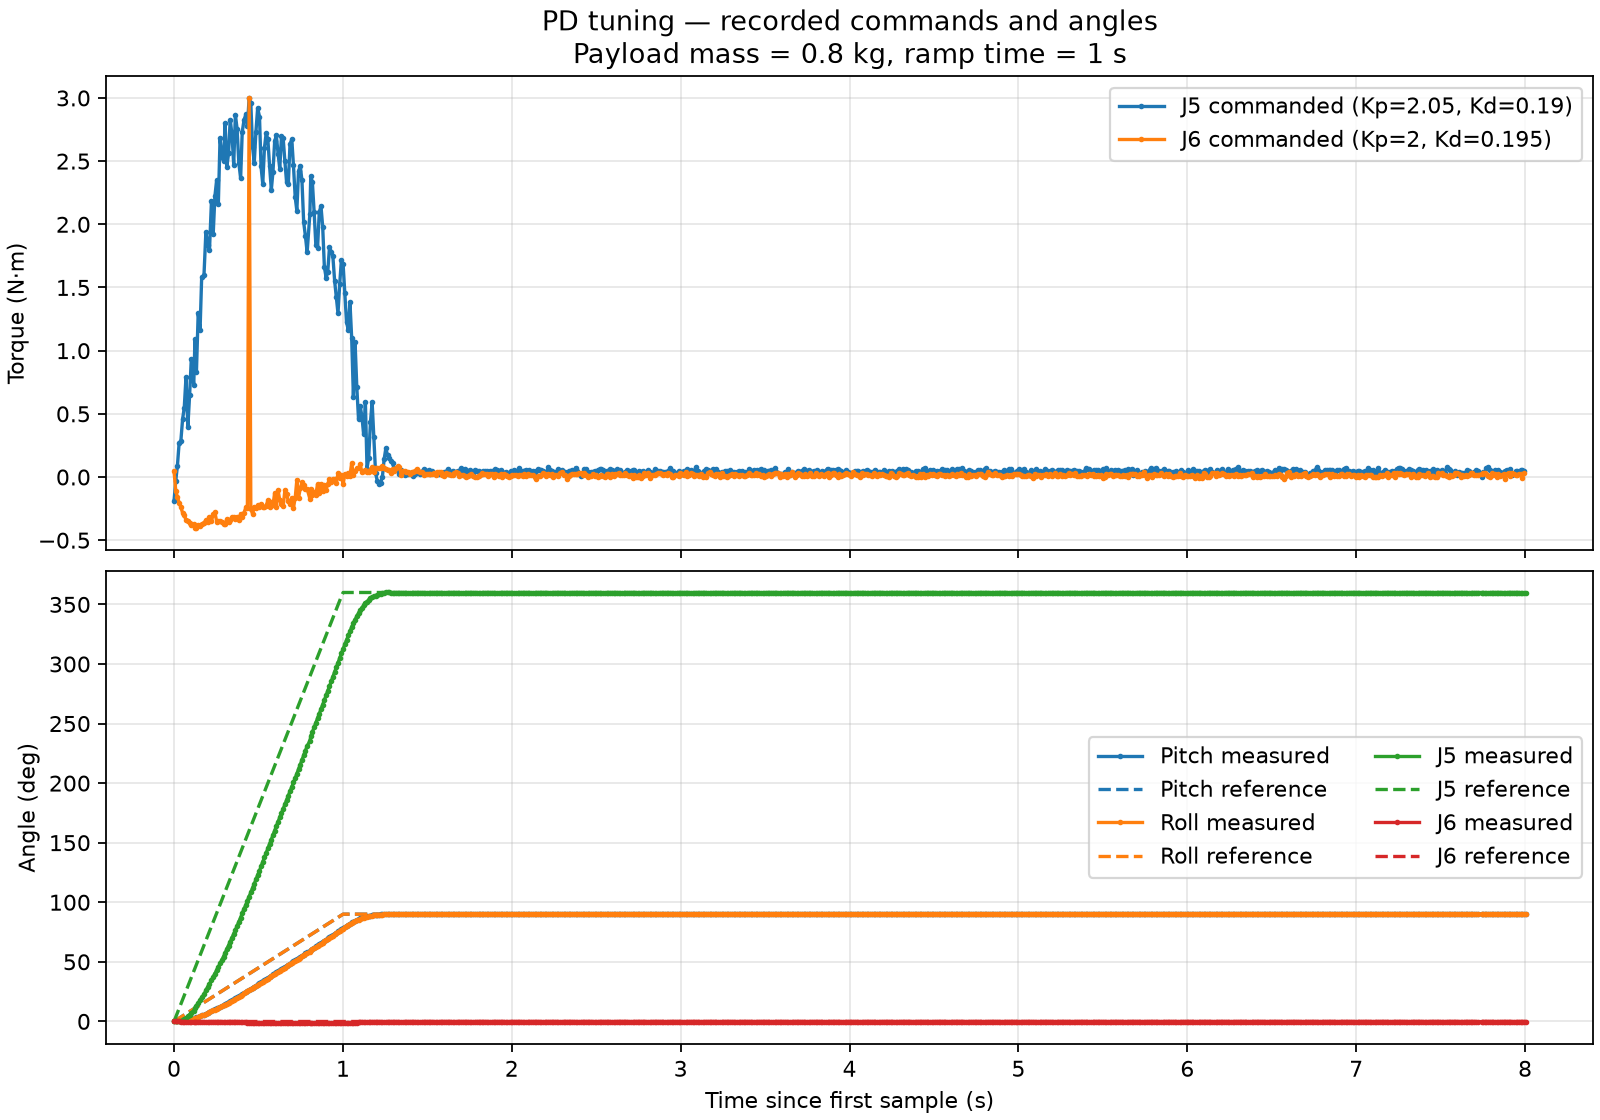 PD tuning — recorded commands and angles
Payload mass = 0.8 kg, ramp time = 1 s
3.0
2.5
2.0
1.5
1.0
0.5
0.0
−0.5
Torque (N·m)
J5 commanded (Kp=2.05, Kd=0.19)
J6 commanded (Kp=2, Kd=0.195)
350
300
250
200
150
100
50
0
Angle (deg)
Pitch measured
Pitch reference
Roll measured
Roll reference
J5 measured
J5 reference
J6 measured
J6 reference
0 1 2 3 4 5 6 7 8
Time since first sample (s)